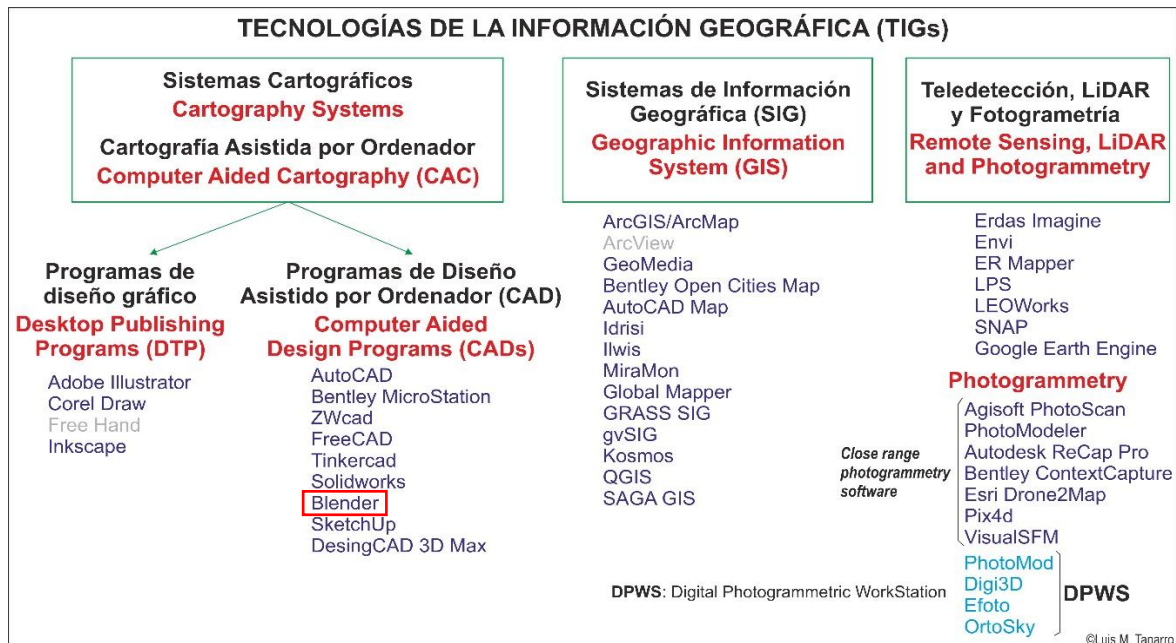 TECNOLOGÍAS DE LA INFORMACIÓN GEOGRÁFICA (TIGs)
Sistemas Cartográficos
Cartography Systems
Cartografía Asistida por Ordenador
Computer Aided Cartography (CAC)
Programas de
diseño gráfico
Desktop Publishing
Programs (DTP)
Adobe Illustrator
Corel Draw
Free Hand
Inkscape
Programas de Diseño
Asistido por Ordenador (CAD)
Computer Aided
Design Programs (CADs)
AutoCAD
Bentley MicroStation
ZWcad
FreeCAD
Tinkercad
Solidworks
Blender
SketchUp
DesingCAD 3D Max
Sistemas de Información
Geográfica (SIG)
Geographic Information
System (GIS)
ArcGIS/ArcMap
ArcView
GeoMedia
Bentley Open Cities Map
AutoCAD Map
Idrisi
Ilwis
MiraMon
Global Mapper
GRASS SIG
gvSIG
Kosmos
QGIS
SAGA GIS
Teledetección, LiDAR
y Fotogrametría
Remote Sensing, LiDAR
and Photogrammetry
Erdas Imagine
Envi
ER Mapper
LPS
LEOWorks
SNAP
Google Earth Engine
Photogrammetry
Close range
photogrammetry
software
Agisoft PhotoScan
PhotoModeler
Autodesk ReCap Pro
Bentley ContextCapture
Esri Drone2Map
Pix4d
VisualSFM
PhotoMod
Digi3D
Efoto
OrtoSky
DPWS
DPWS: Digital Photogrammetric WorkStation
©Luis M. Tanarro